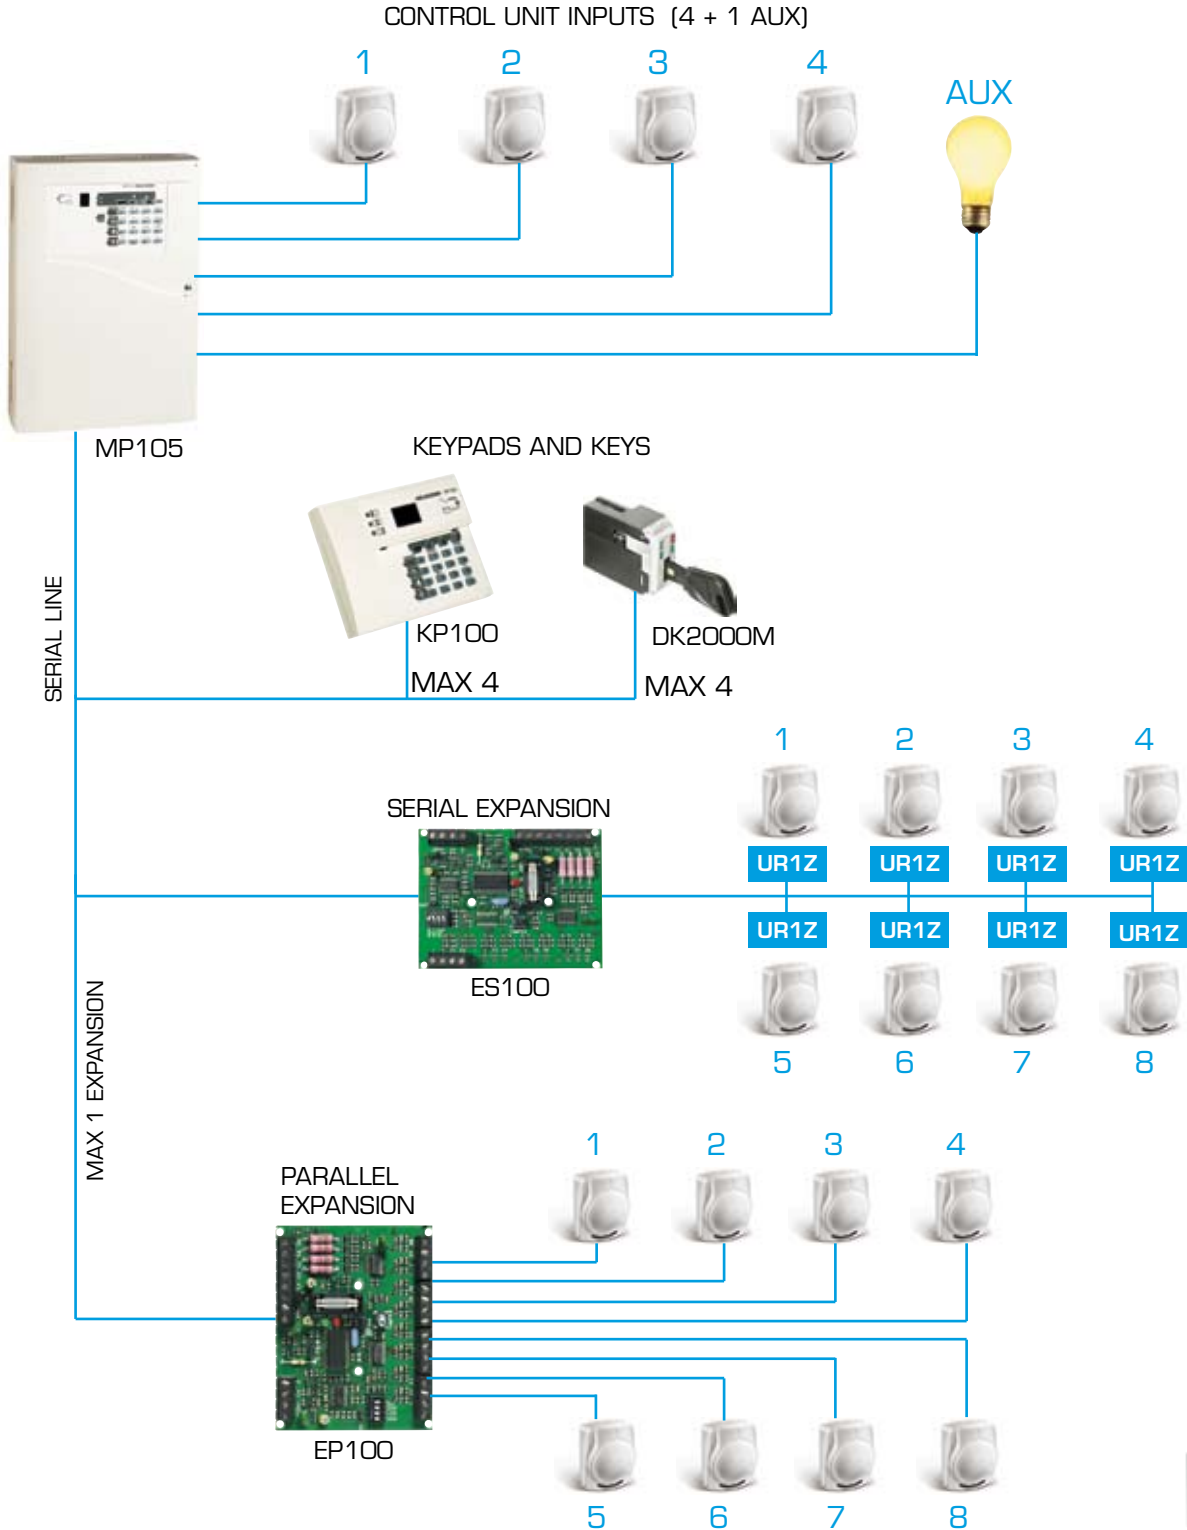 CONTROL UNIT INPUTS (4 + 1 AUX)
1 2 3 4
AUX
MP105
KEYPADS AND KEYS
SERIAL LINE
KP100
DK2000M
MAX 4
MAX 4
1 2 3 4
SERIAL EXPANSION
UR1Z UR1Z UR1Z UR1Z
UR1Z UR1Z UR1Z UR1Z
ES100
5 6 7 8
MAX 1 EXPANSION
1 2 3 4
PARALLEL
EXPANSION
EP100
5 6 7 8